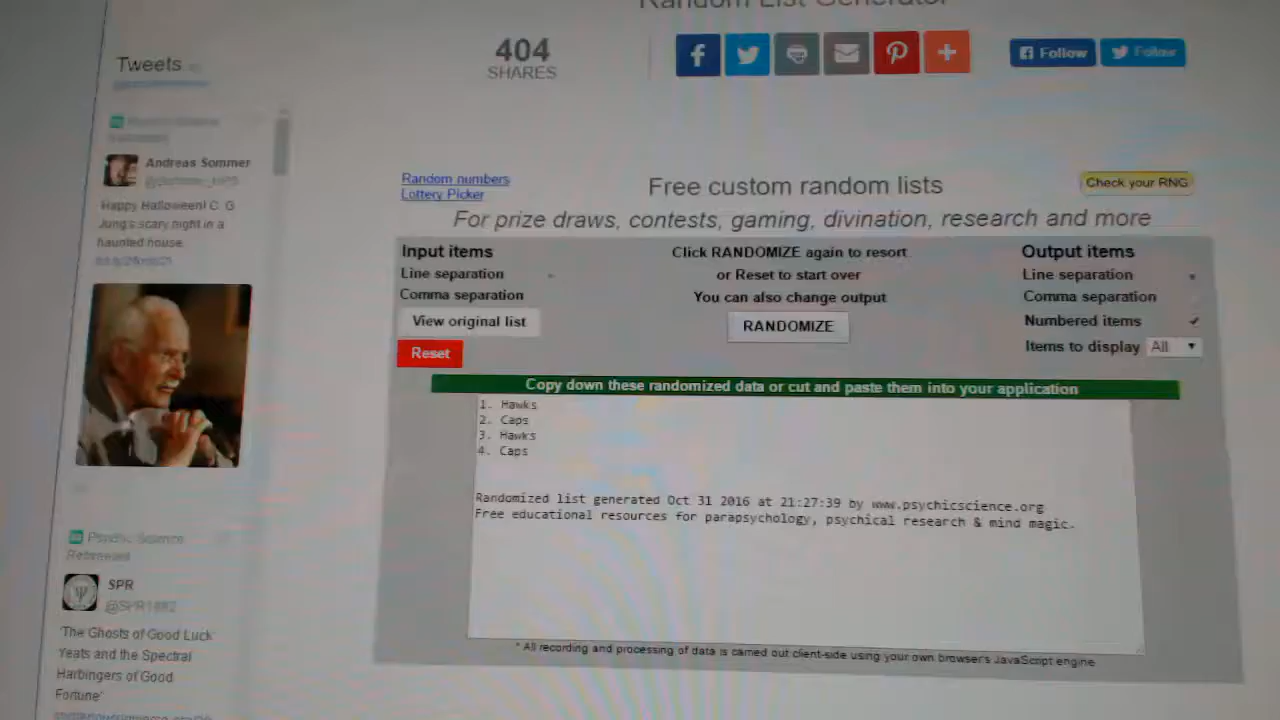 Random List Generator
404
SHARES
Follow
Follow
Tweets
Andreas Sommer
Happy Halloween! C. G
Jung's scary night in a
haunted house
Random numbers
Lottery Picker
Free custom random lists
Check your RNG
For prize draws, contests, gaming, divination, research and more
Input items
Line separation
Comma separation
View original list
Reset
Click RANDOMIZE again to resort
or Reset to start over
You can also change output
RANDOMIZE
Output items
Line separation
Comma separation
Numbered items
Items to display All
Copy down these randomized data or cut and paste them into your application
1. Hawks
2. Caps
3. Hawks
4. Caps
Randomized list generated Oct 31 2016 at 21:27:39 by www.psychicscience.org
Free educational resources for parapsychology, psychical research & mind magic.
* All recording and processing of data is carried out client-side using your own browser's JavaScript engine
Psychic Science
Retweeted
SPR
@SPR1882
'The Ghosts of Good Luck'
Yeats and the Spectral
Harbingers of Good
Fortune'